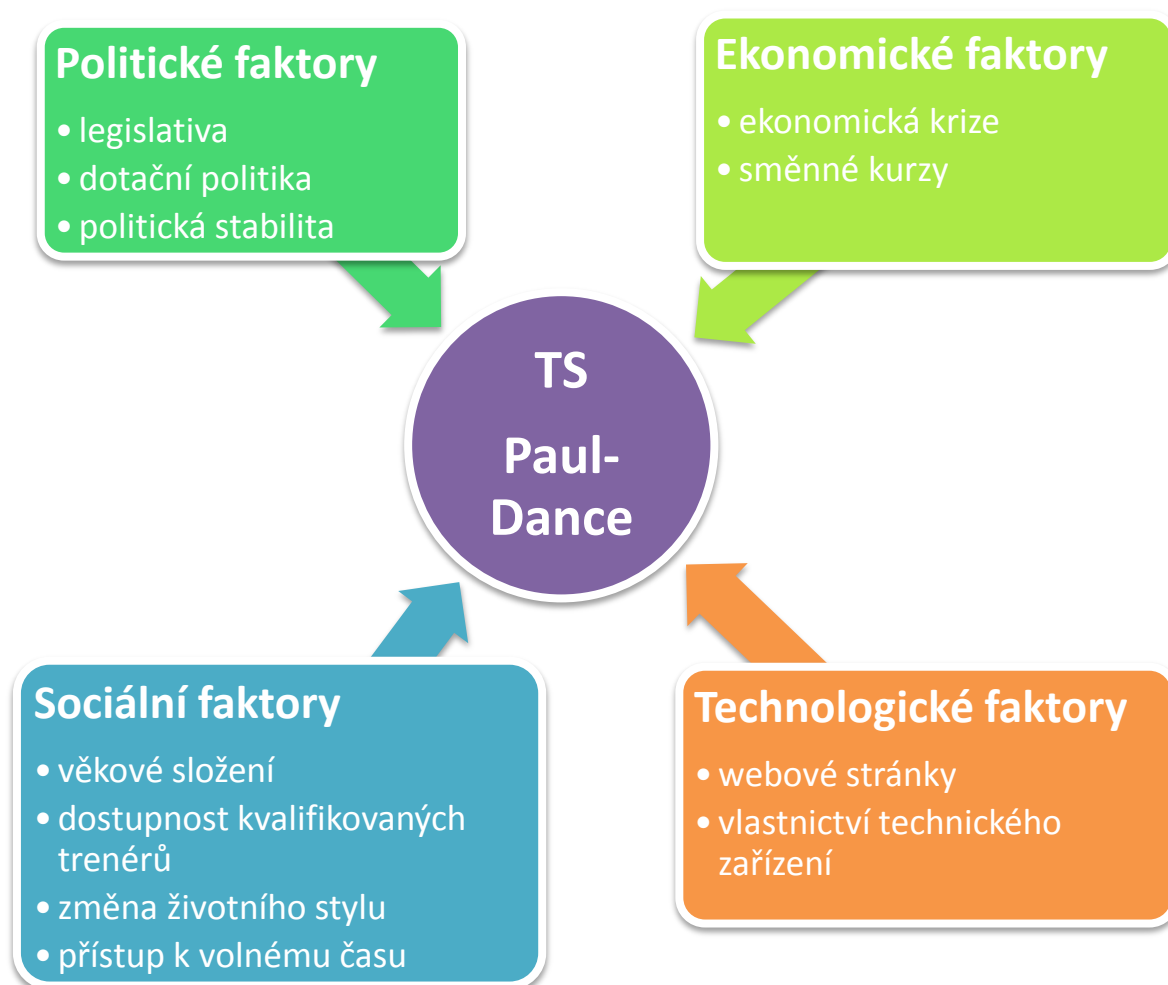 Politické faktory
• legislativa
• dotační politika
• politická stabilita
Ekonomické faktory
• ekonomická krize
• směnné kurzy
TS
Paul-
Dance
Sociální faktory
• věkové složení
• dostupnost kvalifikovaných
trenérů
• změna životního stylu
• přístup k volnému času
Technologické faktory
• webové stránky
• vlastnictví technického
zařízení